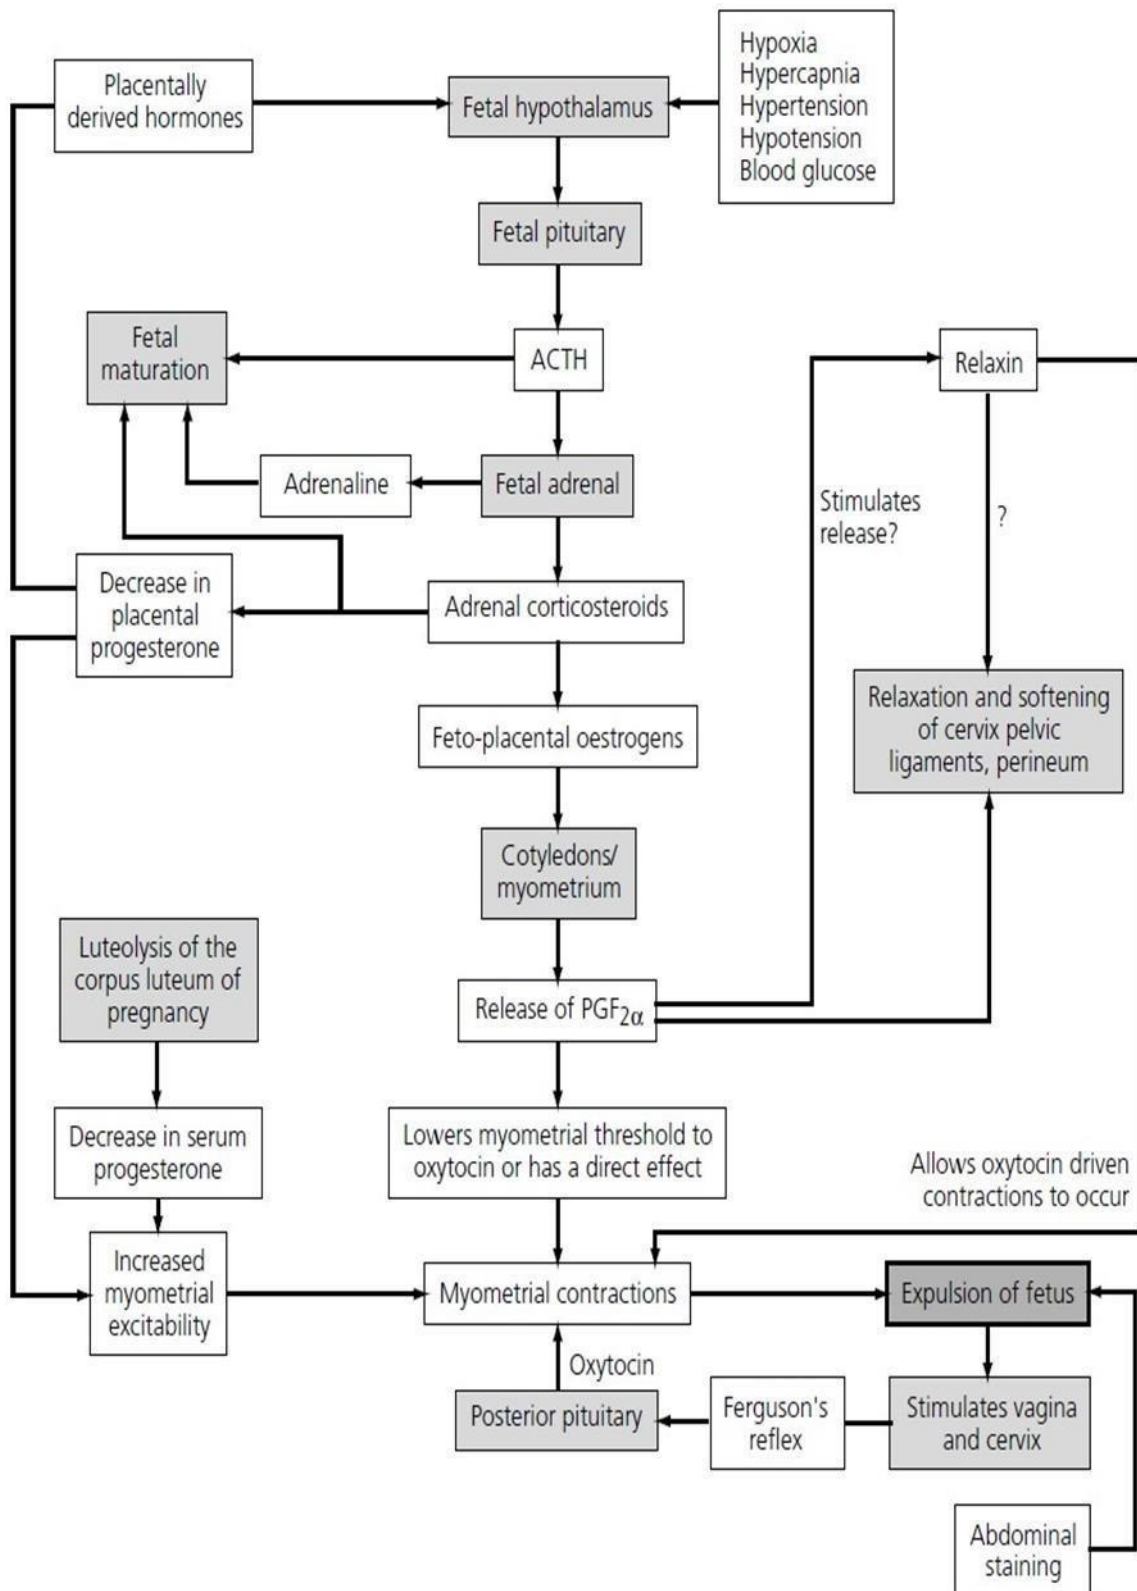 Hypoxia
Hypercapnia
Hypertension
Hypotension
Blood glucose
Placentally
derived hormones
Fetal hypothalamus
Fetal pituitary
Fetal
maturation
ACTH
Relaxin
Adrenaline
Fetal adrenal
Stimulates
release?
?
Decrease in
placental
progesterone
Adrenal corticosteroids
Relaxation and softening
of cervix pelvic
ligaments, perineum
Feto-placental oestrogens
Cotyledons/
myometrium
Luteolysis of the
corpus luteum of
pregnancy
Release of PGF2α
Decrease in serum
progesterone
Lowers myometrial threshold to
oxytocin or has a direct effect
Allows oxytocin driven
contractions to occur
Increased
myometrial
excitability
Myometrial contractions
Expulsion of fetus
Oxytocin
Posterior pituitary
Ferguson's
reflex
Stimulates vagina
and cervix
Abdominal
staining